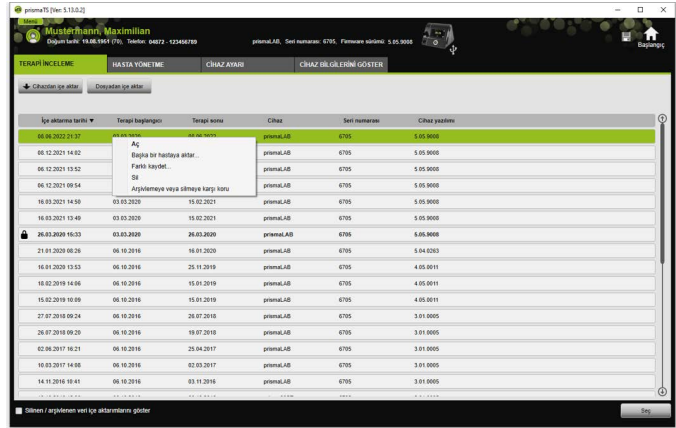 prismaTS [Ver: 5.13.0.2]
Menü
Mustermann, Maximilian
Doğum tarihi: 19.08.1951 (70), Telefon: 04872 - 123456789
prismaLAB, Seri numarası: 6705, Firmware sürümü: 5.05.9008
Başlangıç
TERAPİ İNCELEME HASTA YÖNETME CİHAZ AYARI CİHAZ BİLGİLERİNİ GÖSTER
Cihazdan içe aktar Dosyadan içe aktar
İçe aktarma tarihi ▼ Terapi başlangıcı Terapi sonu Cihaz Seri numarası Cihaz yazılımı
08.06.2022 21:37 03.03.2020 08.06.2022 prismaLAB 6705 5.05.9008
Aç
Başka bir hastaya aktar...
Farklı kaydet...
Sil
Arşivlemeye veya silmeye karşı koru
08.12.2021 14:02 prismaLAB 6705 5.05.9008
06.12.2021 13:52 prismaLAB 6705 5.05.9008
06.12.2021 09:54 prismaLAB 6705 5.05.9008
16.03.2021 14:50 03.03.2020 15.02.2021 prismaLAB 6705 5.05.9008
16.03.2021 13:49 03.03.2020 15.02.2021 prismaLAB 6705 5.05.9008
26.03.2020 15:33 03.03.2020 26.03.2020 prismaLAB 6705 5.05.9008
21.01.2020 08:26 06.10.2016 16.01.2020 prismaLAB 6705 5.04.0263
16.01.2020 13:53 06.10.2016 25.11.2019 prismaLAB 6705 4.05.0011
18.02.2019 14:06 06.10.2016 15.01.2019 prismaLAB 6705 4.05.0011
15.02.2019 10:09 06.10.2016 15.01.2019 prismaLAB 6705 4.05.0011
27.07.2018 09:24 06.10.2016 26.07.2018 prismaLAB 6705 3.01.0005
26.07.2018 09:20 06.10.2016 19.07.2018 prismaLAB 6705 3.01.0005
02.06.2017 16:21 06.10.2016 25.04.2017 prismaLAB 6705 3.01.0005
10.03.2017 14:08 06.10.2016 02.03.2017 prismaLAB 6705 3.01.0005
14.11.2016 10:41 06.10.2016 03.11.2016 prismaLAB 6705 3.01.0005
Silinen / arşivlenen veri içe aktarımlarını göster
Seç